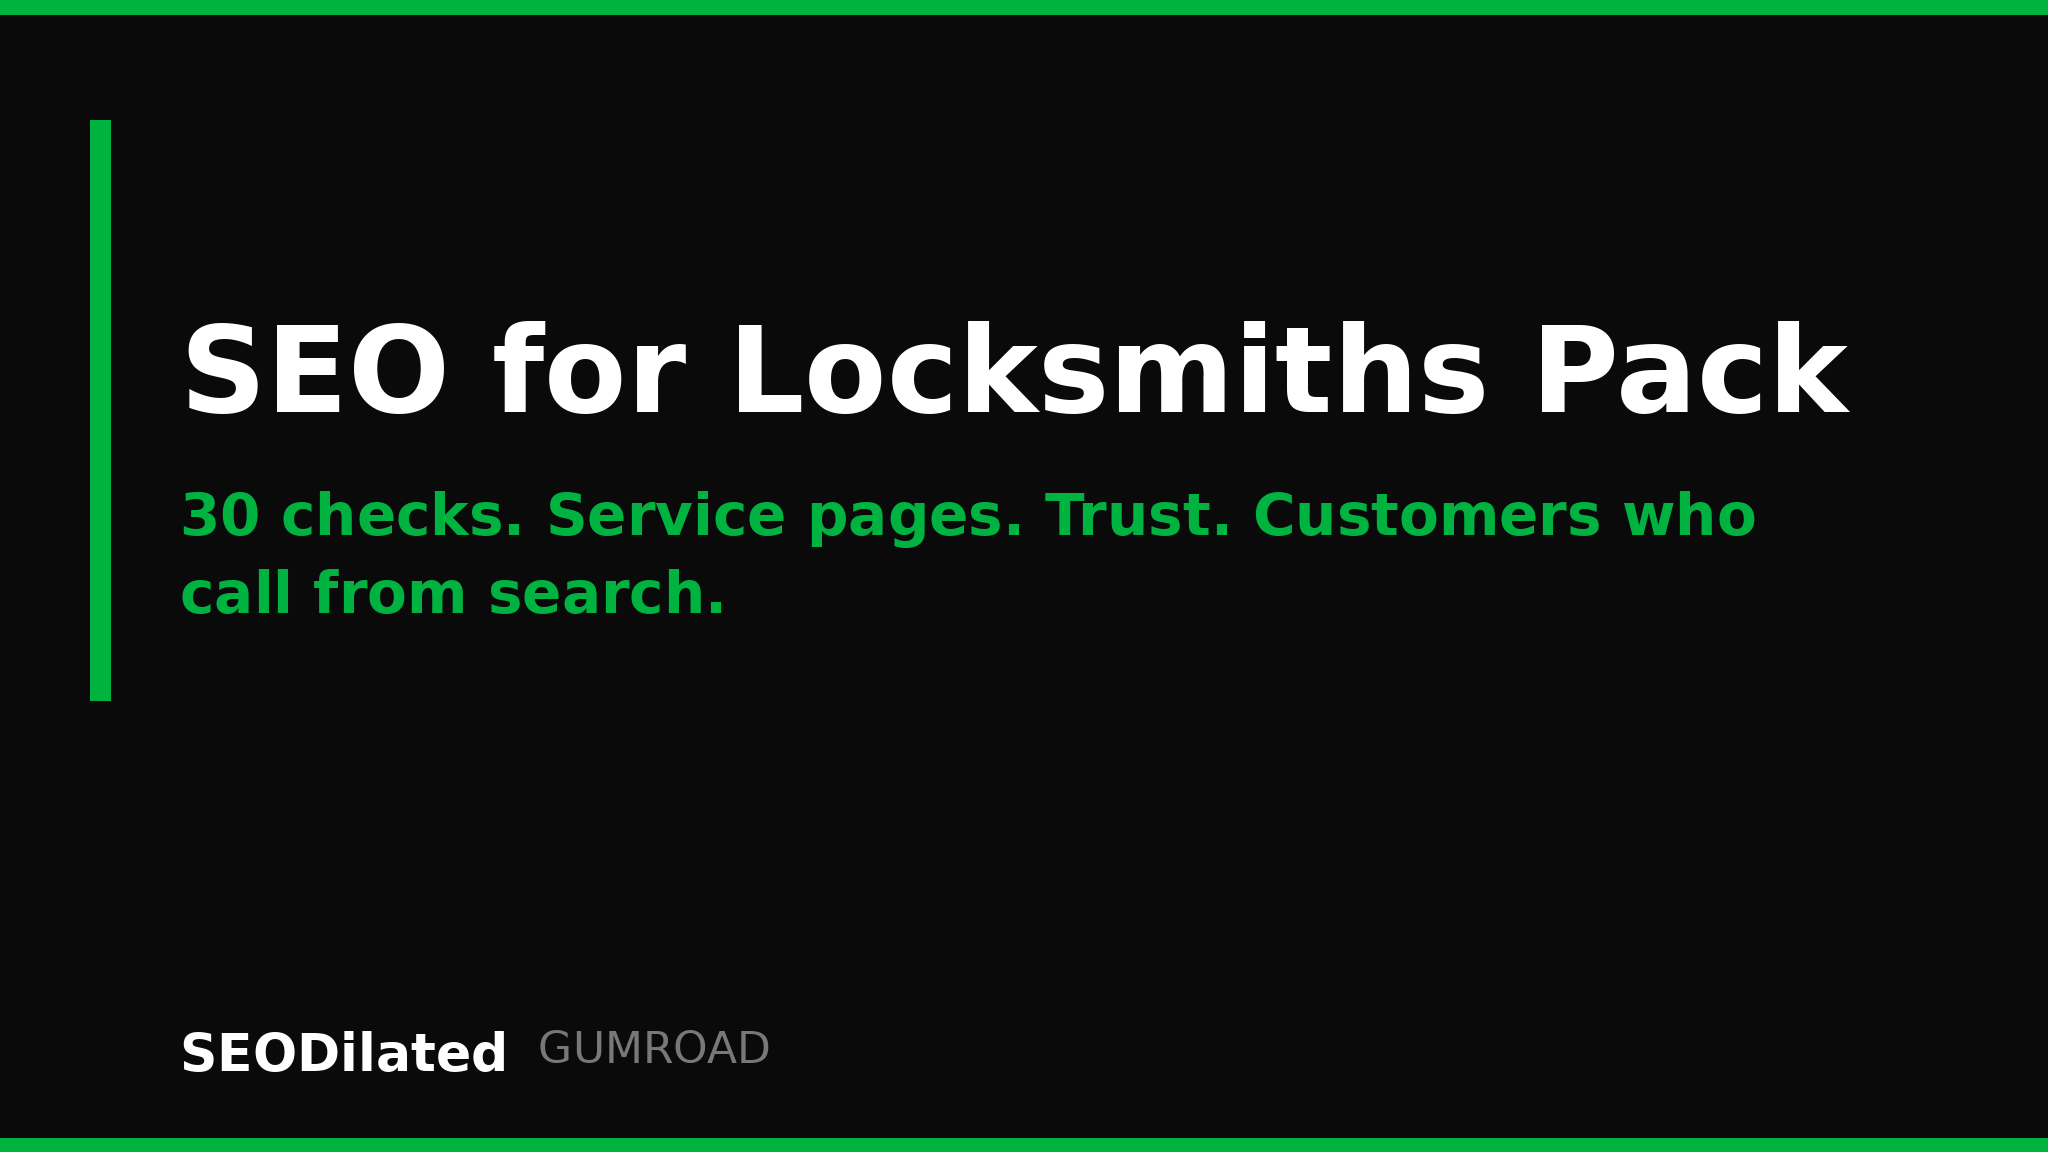 SEO for Locksmiths Pack
30 checks. Service pages. Trust. Customers who
call from search.
SEODilated GUMROAD